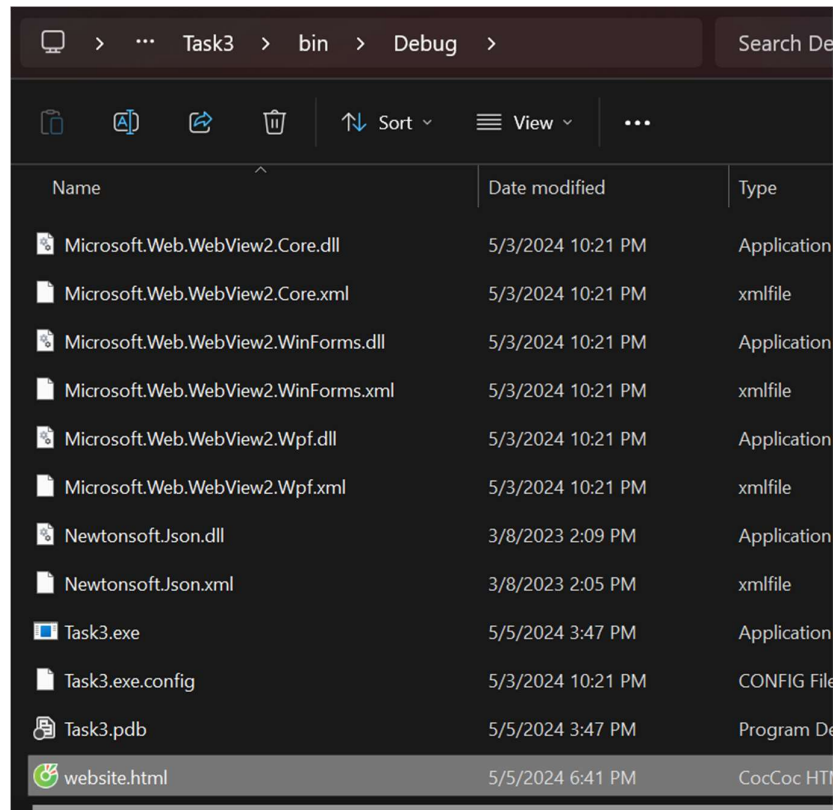 Task3 > bin > Debug > Search De
Sort View
Name Date modified Type
Microsoft.Web.WebView2.Core.dll 5/3/2024 10:21 PM Application
Microsoft.Web.WebView2.Core.xml 5/3/2024 10:21 PM xmlfile
Microsoft.Web.WebView2.WinForms.dll 5/3/2024 10:21 PM Application
Microsoft.Web.WebView2.WinForms.xml 5/3/2024 10:21 PM xmlfile
Microsoft.Web.WebView2.Wpf.dll 5/3/2024 10:21 PM Application
Microsoft.Web.WebView2.Wpf.xml 5/3/2024 10:21 PM xmlfile
Newtonsoft.Json.dll 3/8/2023 2:09 PM Application
Newtonsoft.Json.xml 3/8/2023 2:05 PM xmlfile
Task3.exe 5/5/2024 3:47 PM Application
Task3.exe.config 5/3/2024 10:21 PM CONFIG File
Task3.pdb 5/5/2024 3:47 PM Program De
website.html 5/5/2024 6:41 PM CocCoc HTM